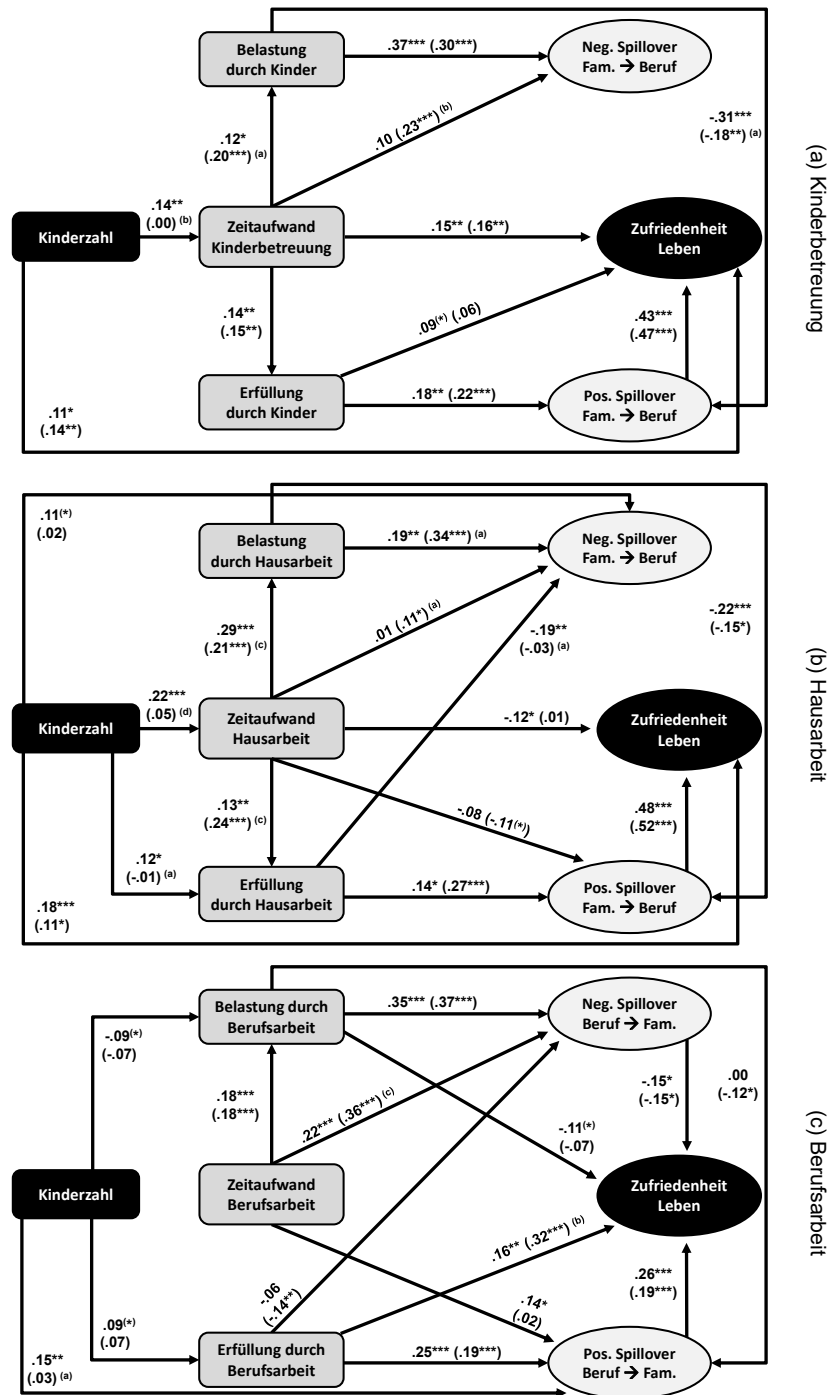 Belastung
durch Kinder
.37*** (.30***)
Neg. Spillover
Fam. → Beruf
.12*
(.20***) (a)
.10 (.23***) (b)
-.31***
(-.18**) (a)
Kinderzahl
.14**
(.00) (b)
Zeitaufwand
Kinderbetreuung
.15** (.16**)
Zufriedenheit
Leben
.14**
(.15**)
.09(*) (.06)
.43***
(.47***)
Erfüllung
durch Kinder
.18** (.22***)
Pos. Spillover
Fam. → Beruf
.11*
(.14**)
(a) Kinderbetreuung
.11(*)
(.02)
Belastung
durch Hausarbeit
.19** (.34***) (a)
Neg. Spillover
Fam. → Beruf
.29***
(.21***) (c)
.01 (.11*) (a)
-.19**
(-.03) (a)
-.22***
(-.15*)
Kinderzahl
.22***
(.05) (d)
Zeitaufwand
Hausarbeit
-.12* (.01)
Zufriedenheit
Leben
.13**
(.24***) (c)
-.08 (-.11(*))
.48***
(.52***)
.12*
(-.01) (a)
Erfüllung
durch Hausarbeit
.14* (.27***)
Pos. Spillover
Fam. → Beruf
.18***
(.11*)
(b) Hausarbeit
Belastung durch
Berufsarbeit
.35*** (.37***)
Neg. Spillover
Beruf → Fam.
-.09(*)
(-.07)
.18***
(.18***)
.22*** (.36***) (c)
-.11(*)
(-.07)
-.15*
(-.15*)
.00
(-.12*)
Kinderzahl
Zeitaufwand
Berufsarbeit
Zufriedenheit
Leben
.09(*)
(.07)
-.06
(-.14**)
.16** (.32***) (b)
.14*
(.02)
.26***
(.19***)
.15**
(.03) (a)
Erfüllung durch
Berufsarbeit
.25*** (.19***)
Pos. Spillover
Beruf → Fam.
(c) Berufsarbeit